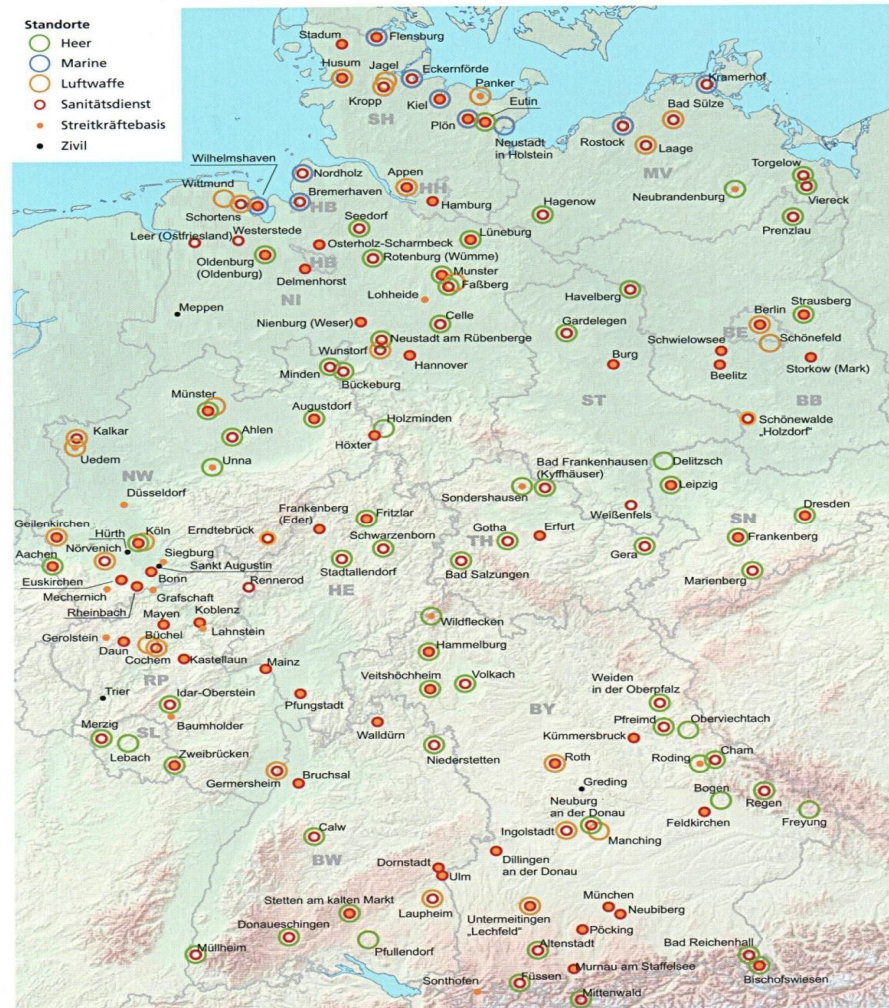 Standorte
Heer
Marine
Luftwaffe
Sanitätsdienst
Streitkräftebasis
Zivil
Stadum
Flensburg
Husum
Jagel
Eckernförde
Kropp
Kiel
Panker
SH
Eutin
Plön
Neustadt
in Holstein
Kramerhof
Bad Sülze
Rostock
Laage
Wilhelmshaven
Nordholz
Wittmund
Bremerhaven
HB
Schortens
Appen
HH
Hamburg
MV
Torgelow
Viereck
Neubrandenburg
Hagenow
Prenzlau
Seedorf
Lüneburg
Leer (Ostfriesland)
Westerstede
Osterholz-Scharmbeck
Rotenburg (Wümme)
Oldenburg
(Oldenburg)
HB
Delmenhorst
Munster
Faßberg
NI
Lohheide
Meppen
Nienburg (Weser)
Celle
Havelberg
Gardelegen
Berlin
BE
Strausberg
Schönefeld
Schwielowsee
Neustadt am Rübenberge
Wunstorf
Hannover
Minden
Bückeburg
Burg
Beelitz
Storkow (Mark)
ST
BB
Münster
Augustdorf
Holzminden
Schönewalde
„Holzdorf“
Kalkar
Ahlen
Höxter
Uedem
Unna
NW
Düsseldorf
Bad Frankenhausen
(Kyffhäuser)
Delitzsch
Sondershausen
Leipzig
Weißenfels
Dresden
Geilenkirchen
Hürth
Köln
Erndtebrück
Frankenberg
(Eder)
Fritzlar
Schwarzenborn
Gotha
Erfurt
TH
SN
Frankenberg
Gera
Nörvenich
Aachen
Siegburg
Sankt Augustin
Stadtallendorf
Bad Salzungen
Marienberg
Euskirchen
Bonn
Rennerod
HE
Mechernich
Grafschaft
Rheinbach
Mayen
Koblenz
Lahnstein
Wildflecken
Gerolstein
Büchel
Daun
Cochem
Kastellaun
Mainz
Hammelburg
RP
Veitshöchheim
Volkach
Trier
Idar-Oberstein
Pfungstadt
Weiden
in der Oberpfalz
BY
Pfreimd
Oberviechtach
Baumholder
Walldürn
Merzig
SL
Lebach
Kümmersbruck
Zweibrücken
Niederstetten
Roth
Roding
Cham
Germersheim
Bruchsal
Greding
Bogen
Regen
Neuburg
an der Donau
Feldkirchen
Freyung
Calw
BW
Ingolstadt
Manching
Dornstadt
Dillingen
an der Donau
Ulm
Stetten am kalten Markt
München
Laupheim
Untermeitingen
„Lechfeld“
Neubiberg
Donaueschingen
Pöcking
Pfullendorf
Altenstadt
Bad Reichenhall
Müllheim
Murnau am Staffelsee
Bischofswiesen
Sonthofen
Füssen
Mittenwald